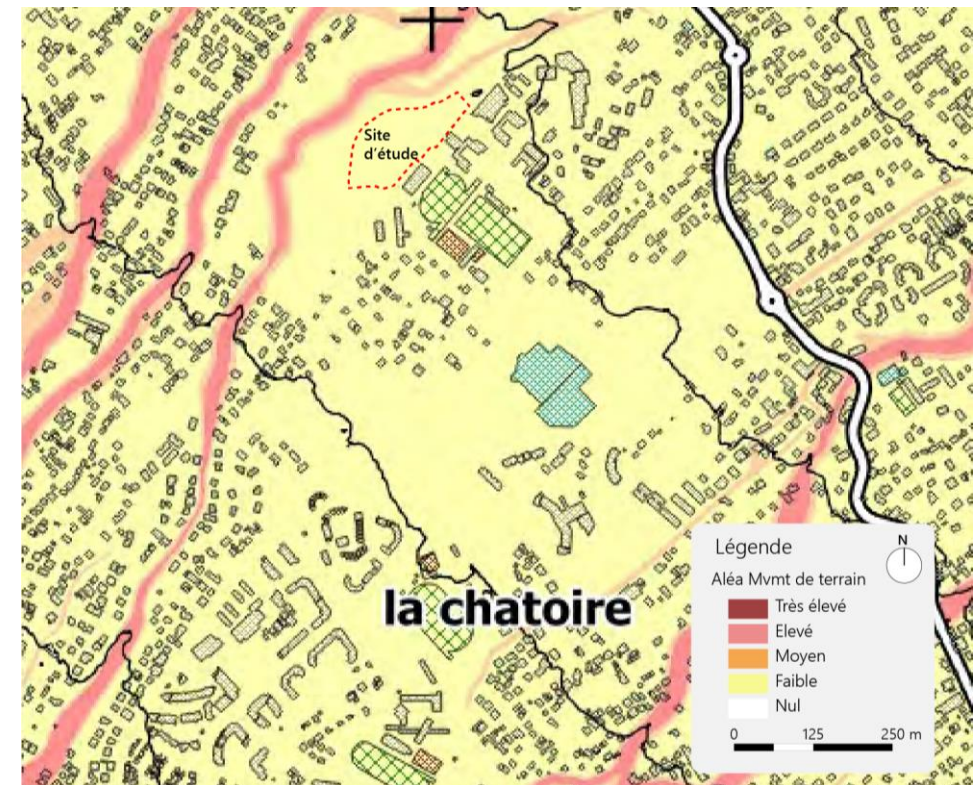 Site
d'étude
la chatoire
Légende
N
Aléa Mvmt de terrain
Très élevé
Elevé
Moyen
Faible
Nul
0 125 250 m